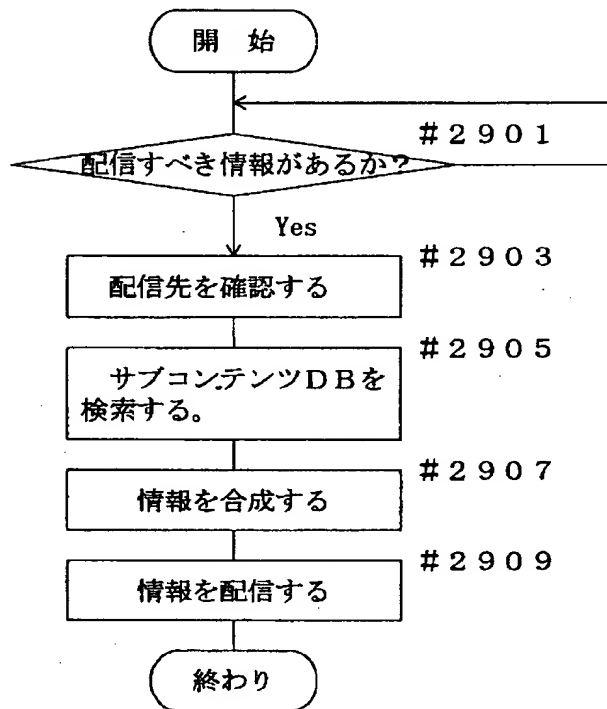 開　始
＃２９０１
配信すべき情報があるか？
Yes
＃２９０３
配信先を確認する
＃２９０５
サブコンテンツＤＢを
検索する。
＃２９０７
情報を合成する
＃２９０９
情報を配信する
終わり